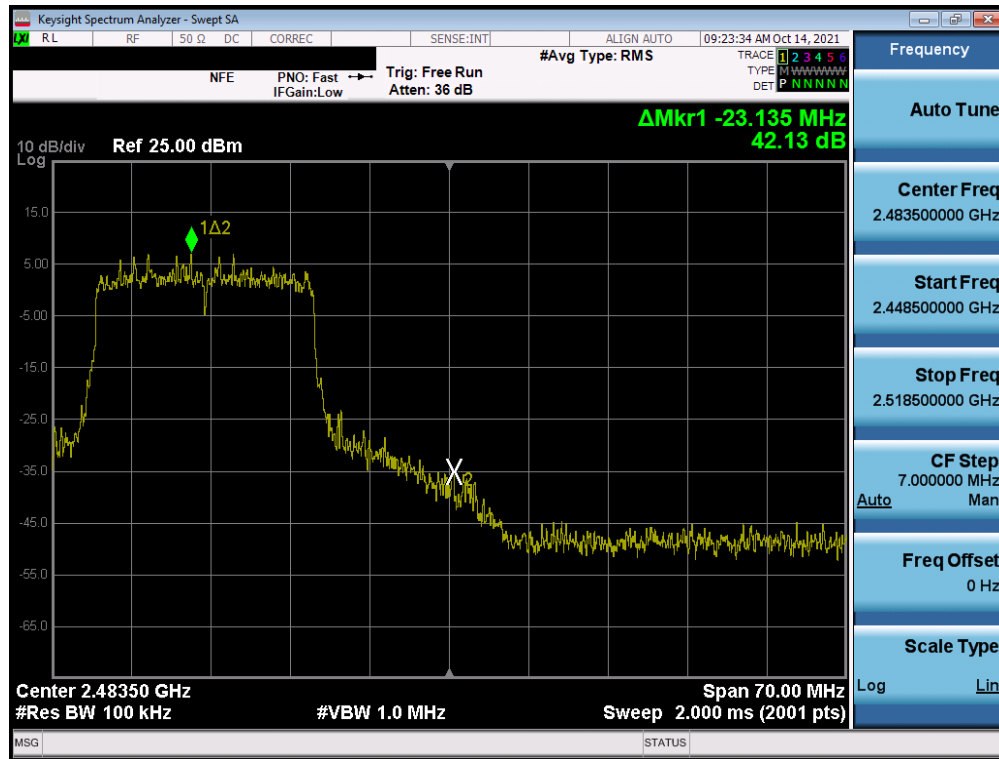 Keysight Spectrum Analyzer - Swept SA
LXI RL RF 50 Ω DC CORREC SENSE:INT ALIGN AUTO 09:23:34 AM Oct 14, 2021
#Avg Type: RMS TRACE 1 2 3 4 5 6
NFE PNO: Fast Trig: Free Run TYPE M WWWWW
IFGain:Low Atten: 36 dB DET P N N N N N
ΔMkr1 -23.135 MHz
42.13 dB
10 dB/div Ref 25.00 dBm
Log
15.0
1Δ2
5.00
-5.00
-15.0
-25.0
-35.0
2
-45.0
-55.0
-65.0
Center 2.48350 GHz Span 70.00 MHz
#Res BW 100 kHz #VBW 1.0 MHz Sweep 2.000 ms (2001 pts)
MSG STATUS
Frequency
Auto Tune
Center Freq
2.483500000 GHz
Start Freq
2.448500000 GHz
Stop Freq
2.518500000 GHz
CF Step
7.000000 MHz
Auto Man
Freq Offset
0 Hz
Scale Type
Log Lin